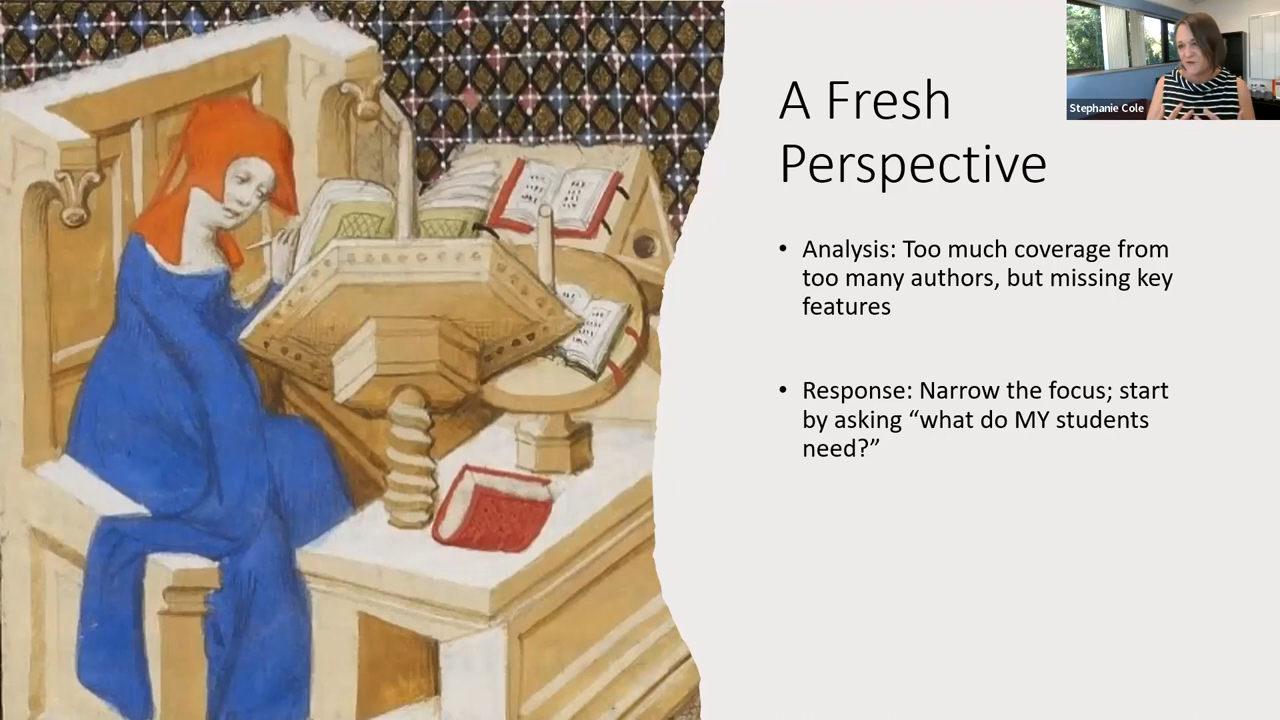 A Fresh
Perspective
Stephanie Cole
• Analysis: Too much coverage from
too many authors, but missing key
features
• Response: Narrow the focus; start
by asking “what do MY students
need?”